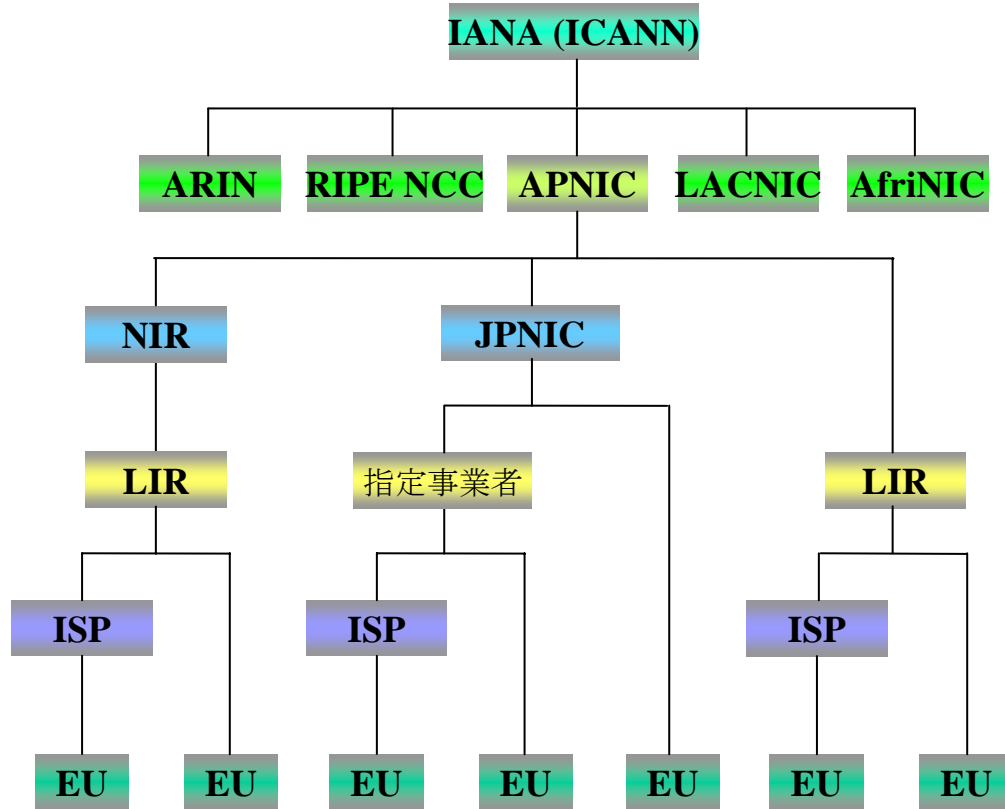 IANA (ICANN)
ARIN
RIPE NCC
APNIC
LACNIC
AfriNIC
NIR
JPNIC
LIR
指定事業者
LIR
ISP
ISP
ISP
EU
EU
EU
EU
EU
EU
EU